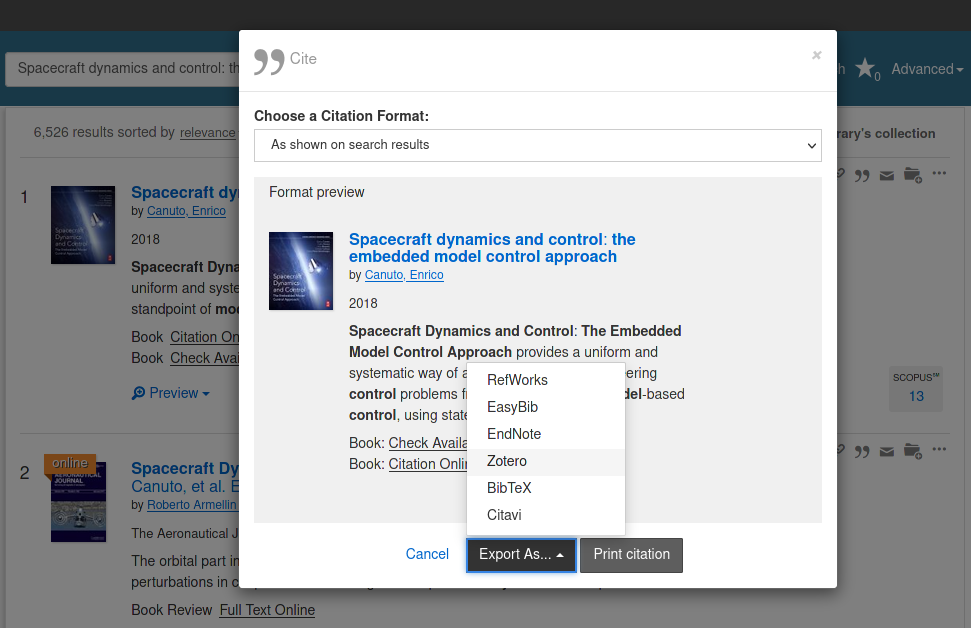 Cite
×
Spacecraft dynamics and control: th
h
0
Advanced
Choose a Citation Format:
6,526 results sorted by relevance
rary's collection
As shown on search results
Format preview
1
Spacecraft dy
by Canuto, Enrico
2018
Spacecraft Dyna
uniform and syste
standpoint of mo
Book Citation On
Book Check Avai
Preview
Spacecraft dynamics and control: the
embedded model control approach
by Canuto, Enrico
2018
Spacecraft Dynamics and Control: The Embedded
Model Control Approach provides a uniform and
systematic way of a
ering
control problems f
del-based
control, using state
Book: Check Availa
Book: Citation Onlin
RefWorks
EasyBib
EndNote
Zotero
BibTeX
Citavi
SCOPUS℠
13
2
online
AERONAUTICAL
JOURNAL
Spacecraft Dy
Canuto, et al. E
by Roberto Armellin
The Aeronautical J
The orbital part in
perturbations in c
Book Review Full Text Online
Cancel
Export As...
Print citation